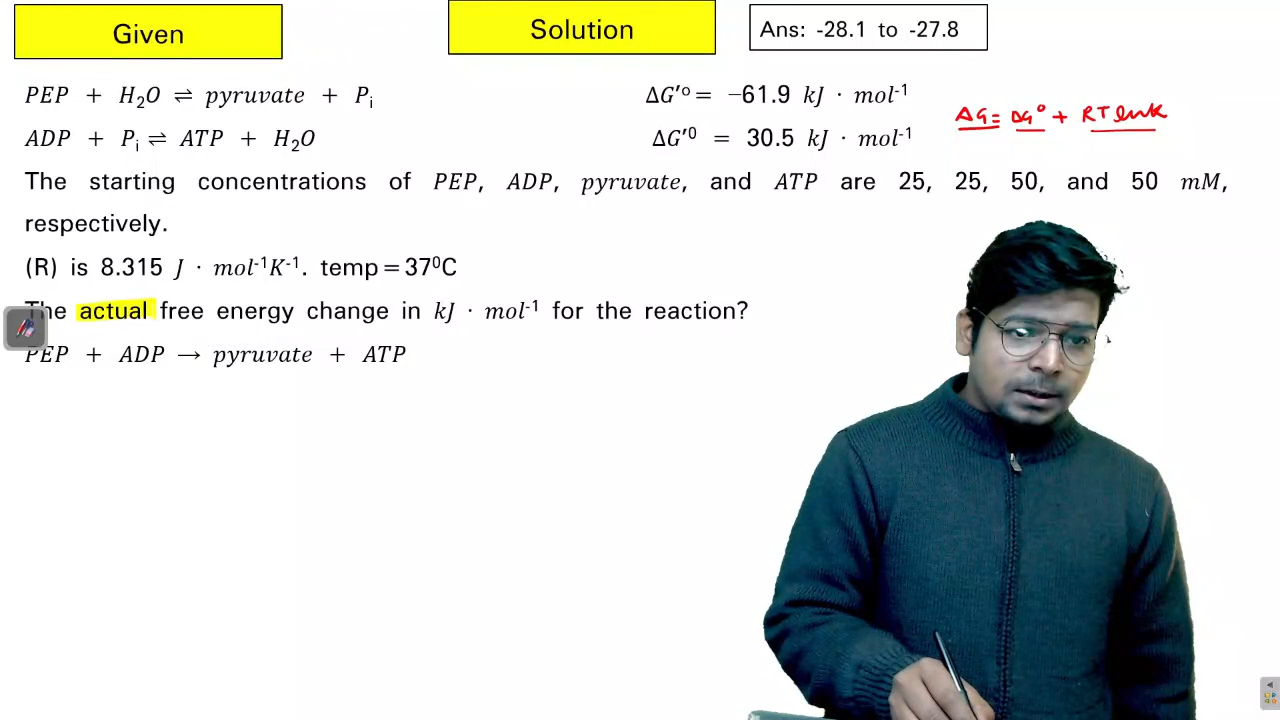 Given
Solution
Ans: -28.1 to -27.8
PEP + H₂O ⇌ pyruvate + Pᵢ
ΔG′ᵒ = −61.9 kJ · mol⁻¹
ADP + Pᵢ ⇌ ATP + H₂O
ΔG′⁰ = 30.5 kJ · mol⁻¹
ΔG = ΔG° + RT lnk
The starting concentrations of PEP, ADP, pyruvate, and ATP are 25, 25, 50, and 50 mM,
respectively.
(R) is 8.315 J · mol⁻¹K⁻¹. temp=37⁰C
The actual free energy change in kJ · mol⁻¹ for the reaction?
PEP + ADP → pyruvate + ATP